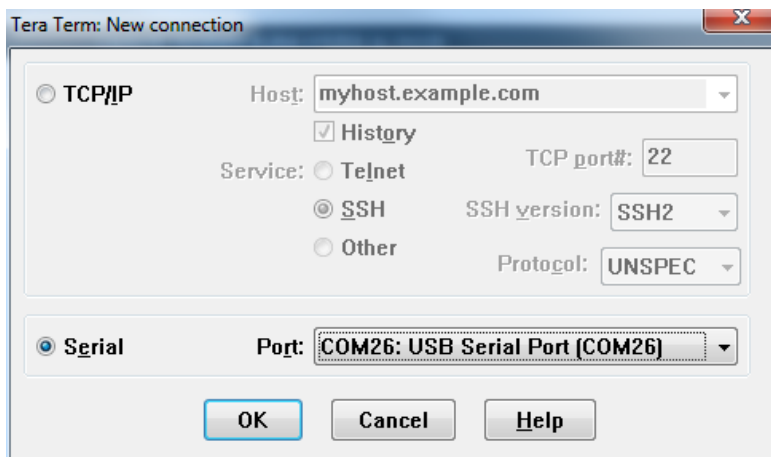 Tera Term: New connection
TCP/IP Host: myhost.example.com
History
Service: Telnet TCP port#: 22
SSH SSH version: SSH2
Other Protocol: UNSPEC
Serial Port: COM26: USB Serial Port (COM26)
OK Cancel Help